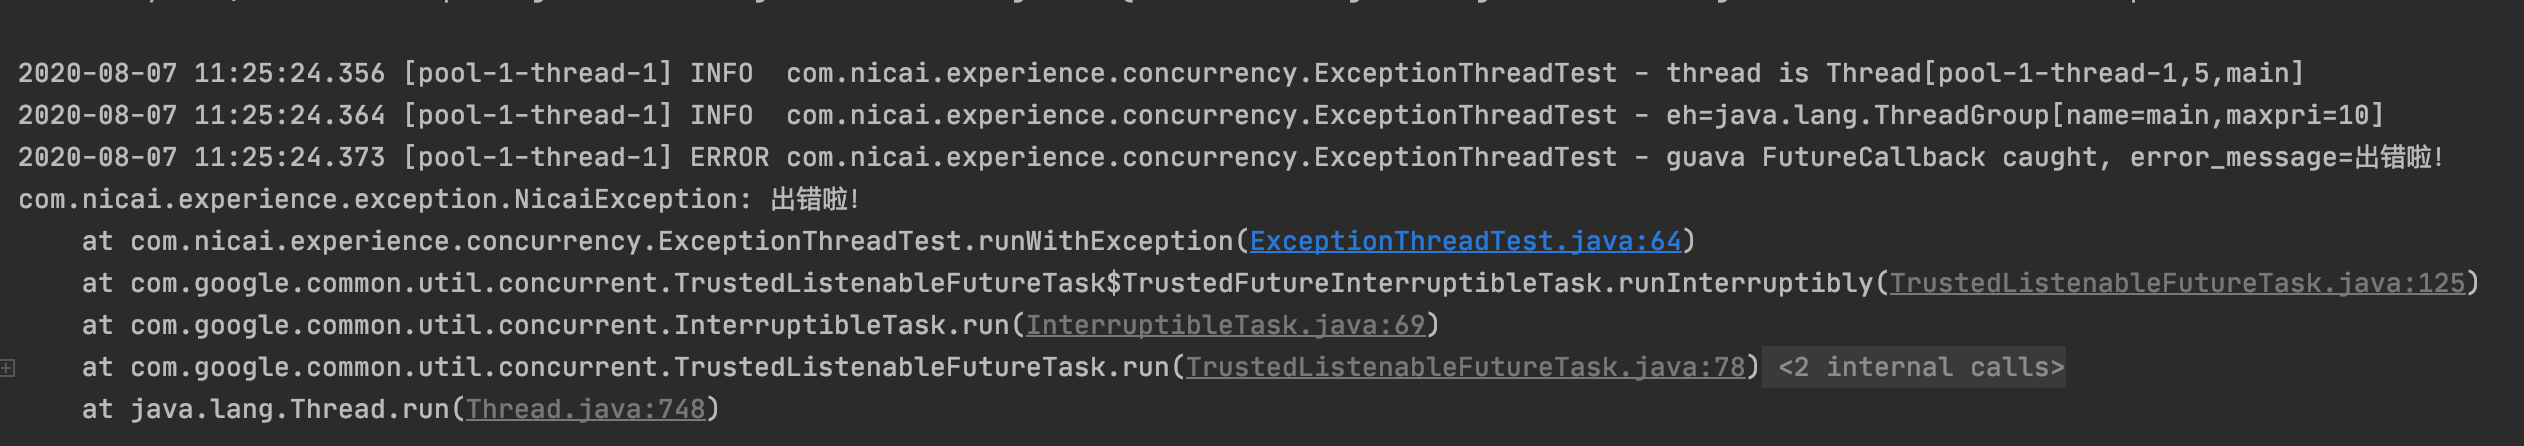 2020-08-07 11:25:24.356 [pool-1-thread-1] INFO  com.nicai.experience.concurrency.ExceptionThreadTest - thread is Thread[pool-1-thread-1,5,main]
2020-08-07 11:25:24.364 [pool-1-thread-1] INFO  com.nicai.experience.concurrency.ExceptionThreadTest - eh=java.lang.ThreadGroup[name=main,maxpri=10]
2020-08-07 11:25:24.373 [pool-1-thread-1] ERROR com.nicai.experience.concurrency.ExceptionThreadTest - guava FutureCallback caught, error_message=出错啦!
com.nicai.experience.exception.NicaiException: 出错啦!
    at com.nicai.experience.concurrency.ExceptionThreadTest.runWithException(ExceptionThreadTest.java:64)
    at com.google.common.util.concurrent.TrustedListenableFutureTask$TrustedFutureInterruptibleTask.runInterruptibly(TrustedListenableFutureTask.java:125)
    at com.google.common.util.concurrent.InterruptibleTask.run(InterruptibleTask.java:69)
    at com.google.common.util.concurrent.TrustedListenableFutureTask.run(TrustedListenableFutureTask.java:78) <2 internal calls>
    at java.lang.Thread.run(Thread.java:748)